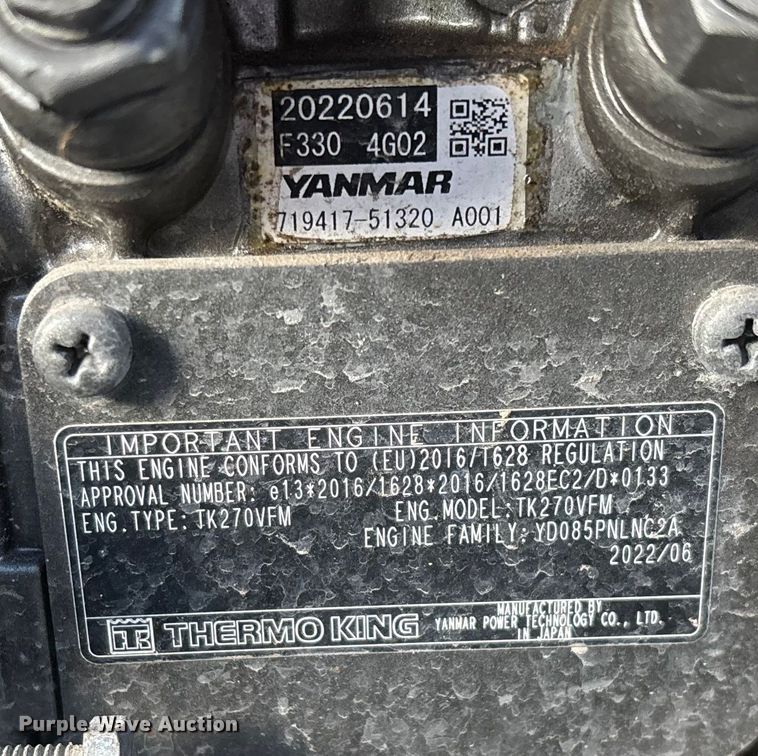 20220614
F330 4G02
YANMAR
719417-51320 A001
IMPORTANT ENGINE INFORMATION
THIS ENGINE CONFORMS TO (EU)2016/1628 REGULATION
APPROVAL NUMBER: e13*2016/1628*2016/1628EC2/D*0133
ENG.TYPE: TK270VFM ENG.MODEL: TK270VFM
ENGINE FAMILY: YD085PNLNC2A
2022/06
TK THERMO KING
MANUFACTURED BY
YANMAR POWER TECHNOLOGY CO., LTD.
IN JAPAN
Purple Wave Auction